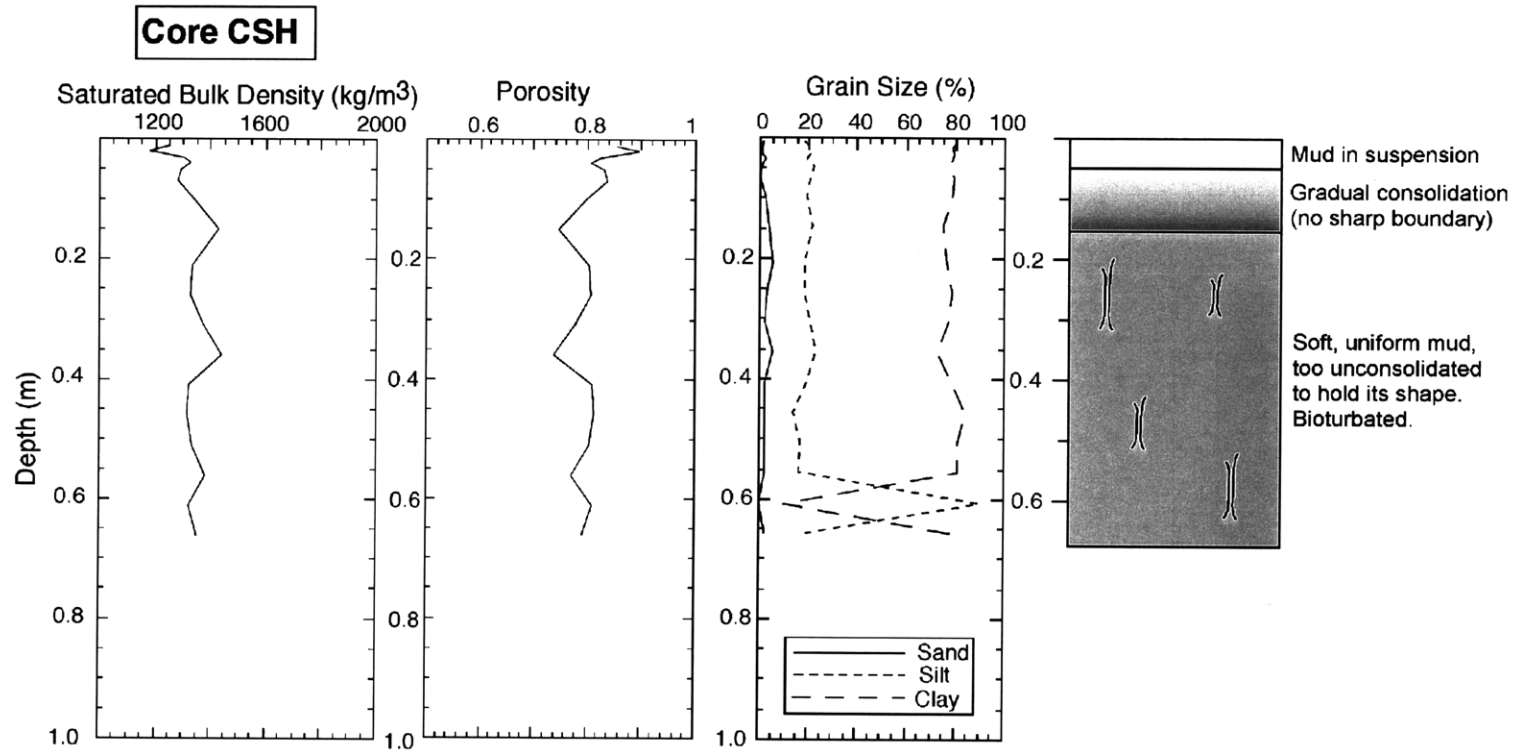 Core CSH
Saturated Bulk Density (kg/m³)
1200 1600 2000
Porosity
0.6 0.8 1
Grain Size (%)
0 20 40 60 80 100
Depth (m)
0.2
0.4
0.6
0.8
1.0
0.2
0.4
0.6
0.8
1.0
0.2
0.4
0.6
0.8
1.0
Sand
Silt
Clay
0.2
0.4
0.6
Mud in suspension
Gradual consolidation
(no sharp boundary)
Soft, uniform mud,
too unconsolidated
to hold its shape.
Bioturbated.